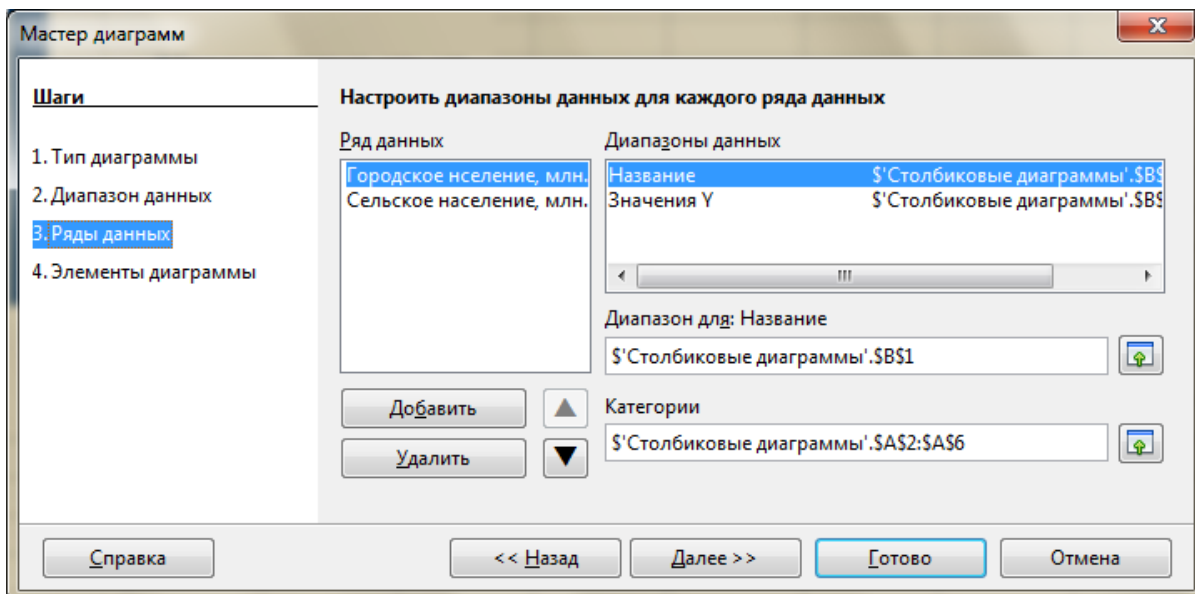 Мастер диаграмм
Шаги
1. Тип диаграммы
2. Диапазон данных
3. Ряды данных
4. Элементы диаграммы
Настроить диапазоны данных для каждого ряда данных
Ряд данных
Городское нселение, млн.
Сельское население, млн.
Диапазоны данных
Название $'Столбиковые диаграммы'.$B$
Значения Y $'Столбиковые диаграммы'.$B$
Диапазон для: Название
$'Столбиковые диаграммы'.$B$1
Категории
$'Столбиковые диаграммы'.$A$2:$A$6
Добавить
Удалить
Справка
<< Назад
Далее >>
Готово
Отмена